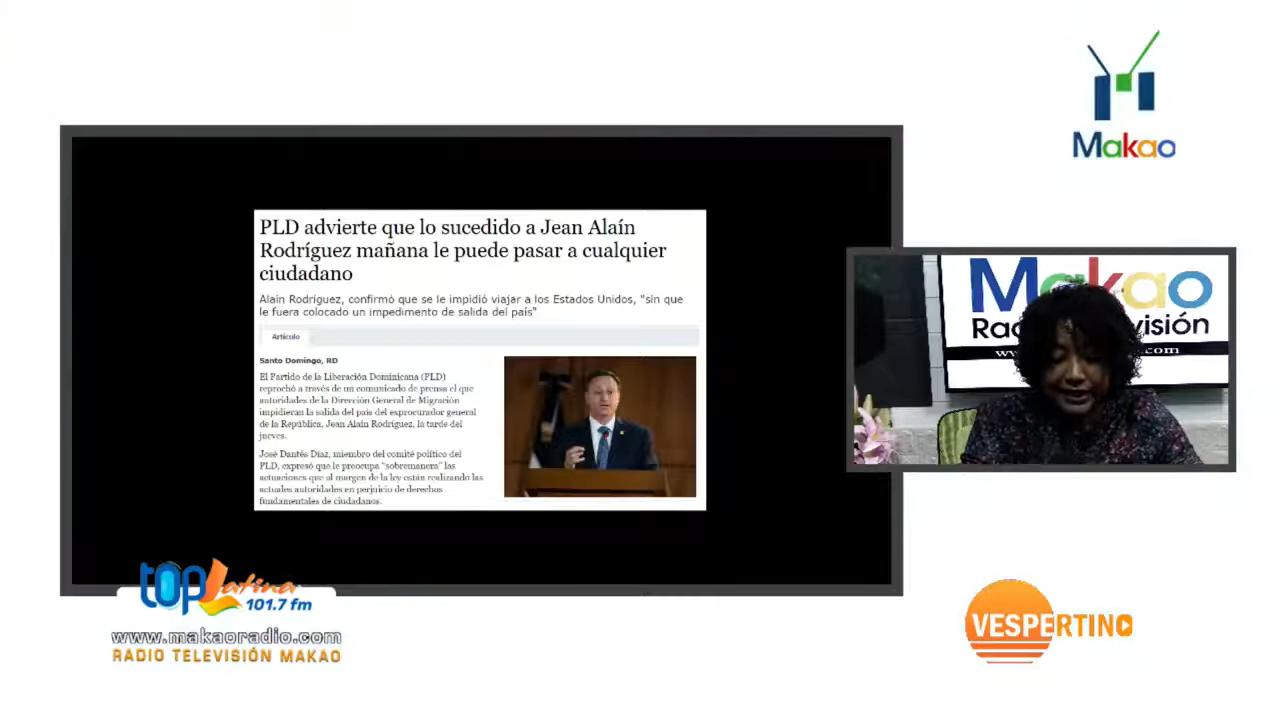 Makao
PLD advierte que lo sucedido a Jean Alaín
Rodríguez mañana le puede pasar a cualquier
ciudadano
Alain Rodríguez, confirmó que se le impidió viajar a los Estados Unidos, "sin que
le fuera colocado un impedimento de salida del país"
Artículo
Santo Domingo, RD
El Partido de la Liberación Dominicana (PLD)
reprochó a través de un comunicado de prensa el que
autoridades de la Dirección General de Migración
impidieran la salida del país del exprocurador general
de la República, Jean Alaín Rodríguez, la tarde del
jueves.
José Dantés Díaz, miembro del comité político del
PLD, expresó que le preocupa "sobremanera" las
actuaciones que al margen de la ley están realizando las
actuales autoridades en perjuicio de derechos
fundamentales de ciudadanos.
Makao
visión
.com
top Latina
101.7 fm
www.makaoradio.com
RADIO TELEVISIÓN MAKAO
VESPERTINO